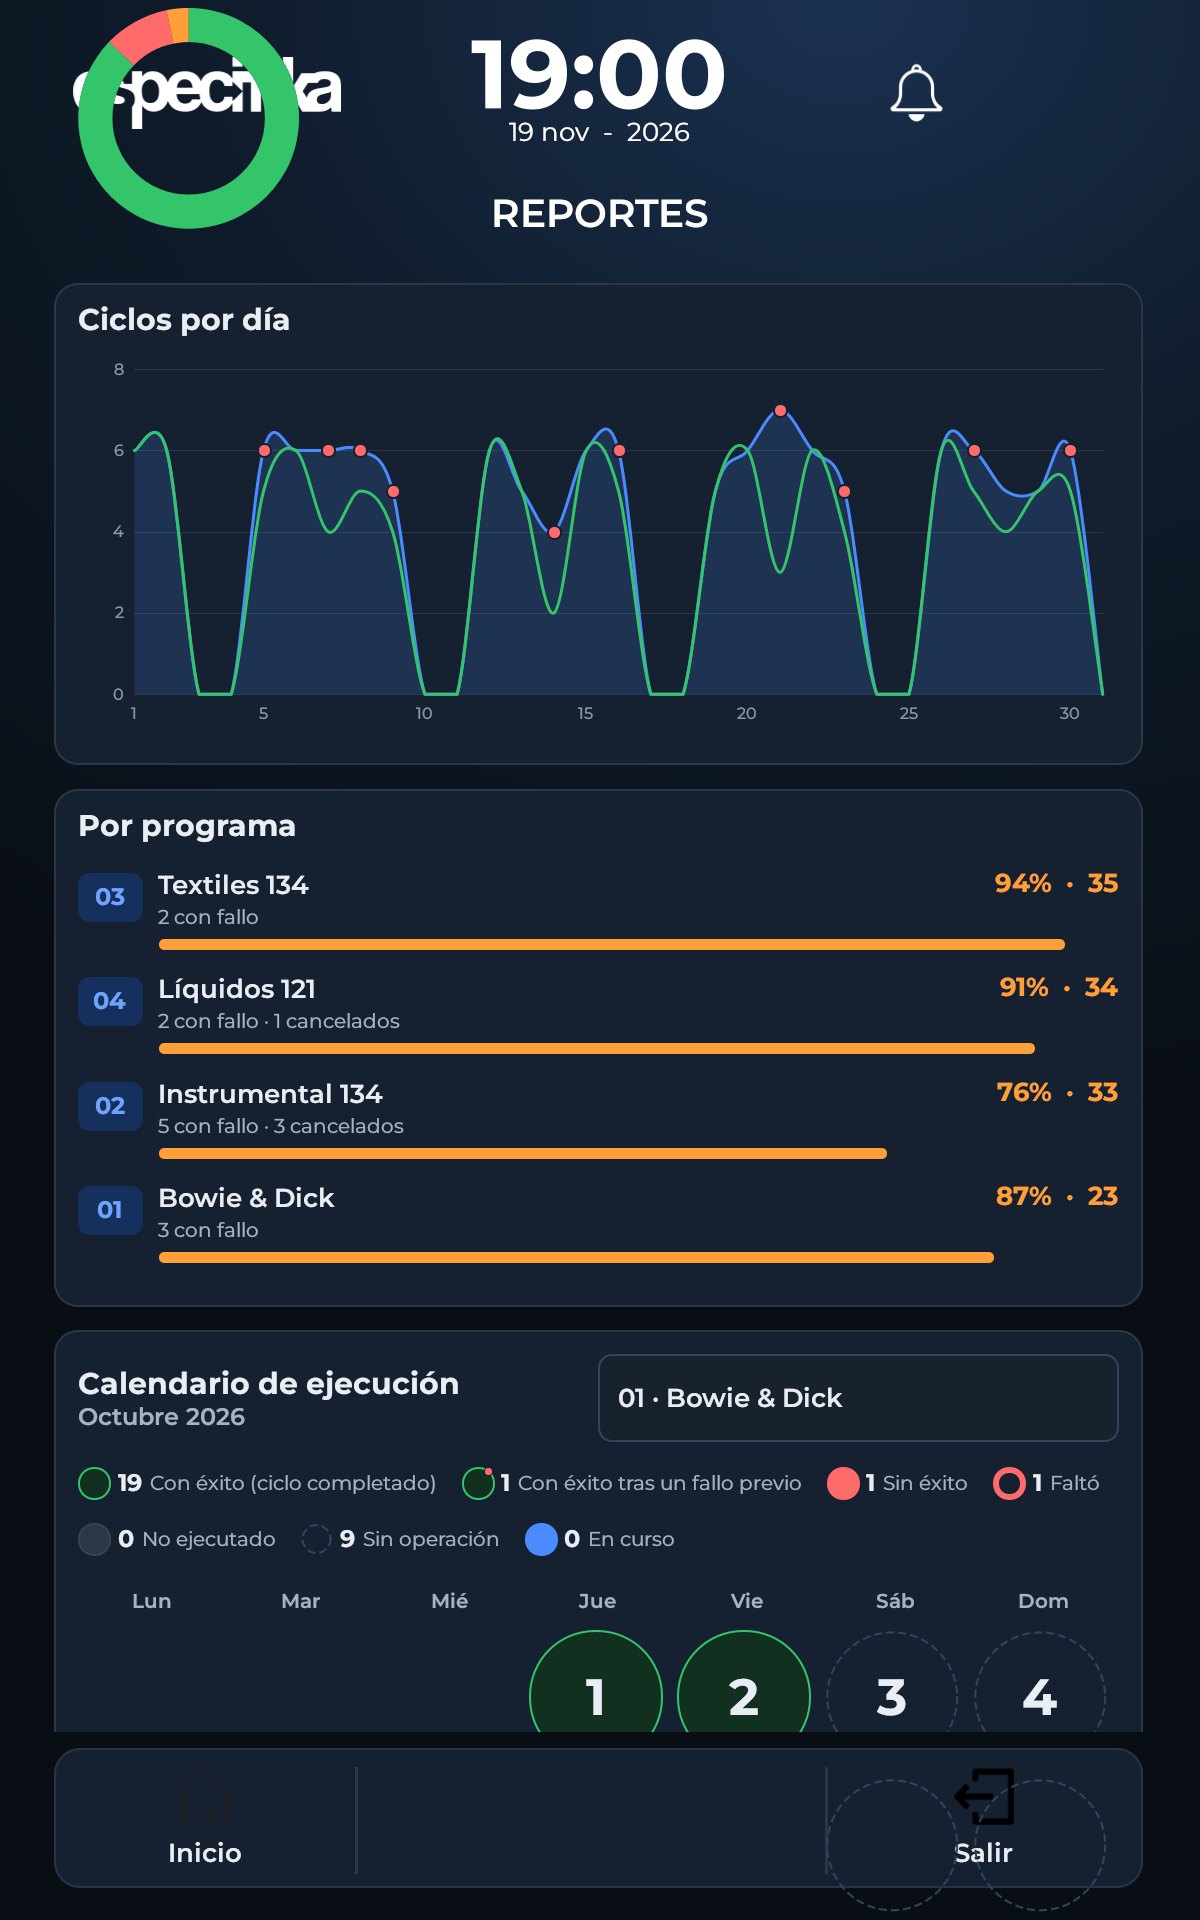 19:00
19 nov - 2026
REPORTES
Ciclos por día
8
6
4
2
0
1 5 10 15 20 25 30
Por programa
03 Textiles 134 94% · 35
2 con fallo
04 Líquidos 121 91% · 34
2 con fallo · 1 cancelados
02 Instrumental 134 76% · 33
5 con fallo · 3 cancelados
01 Bowie & Dick 87% · 23
3 con fallo
Calendario de ejecución
Octubre 2026
01 · Bowie & Dick
19 Con éxito (ciclo completado) 1 Con éxito tras un fallo previo 1 Sin éxito 1 Faltó
0 No ejecutado 9 Sin operación 0 En curso
Lun Mar Mié Jue Vie Sáb Dom
1 2 3 4
Inicio Salir